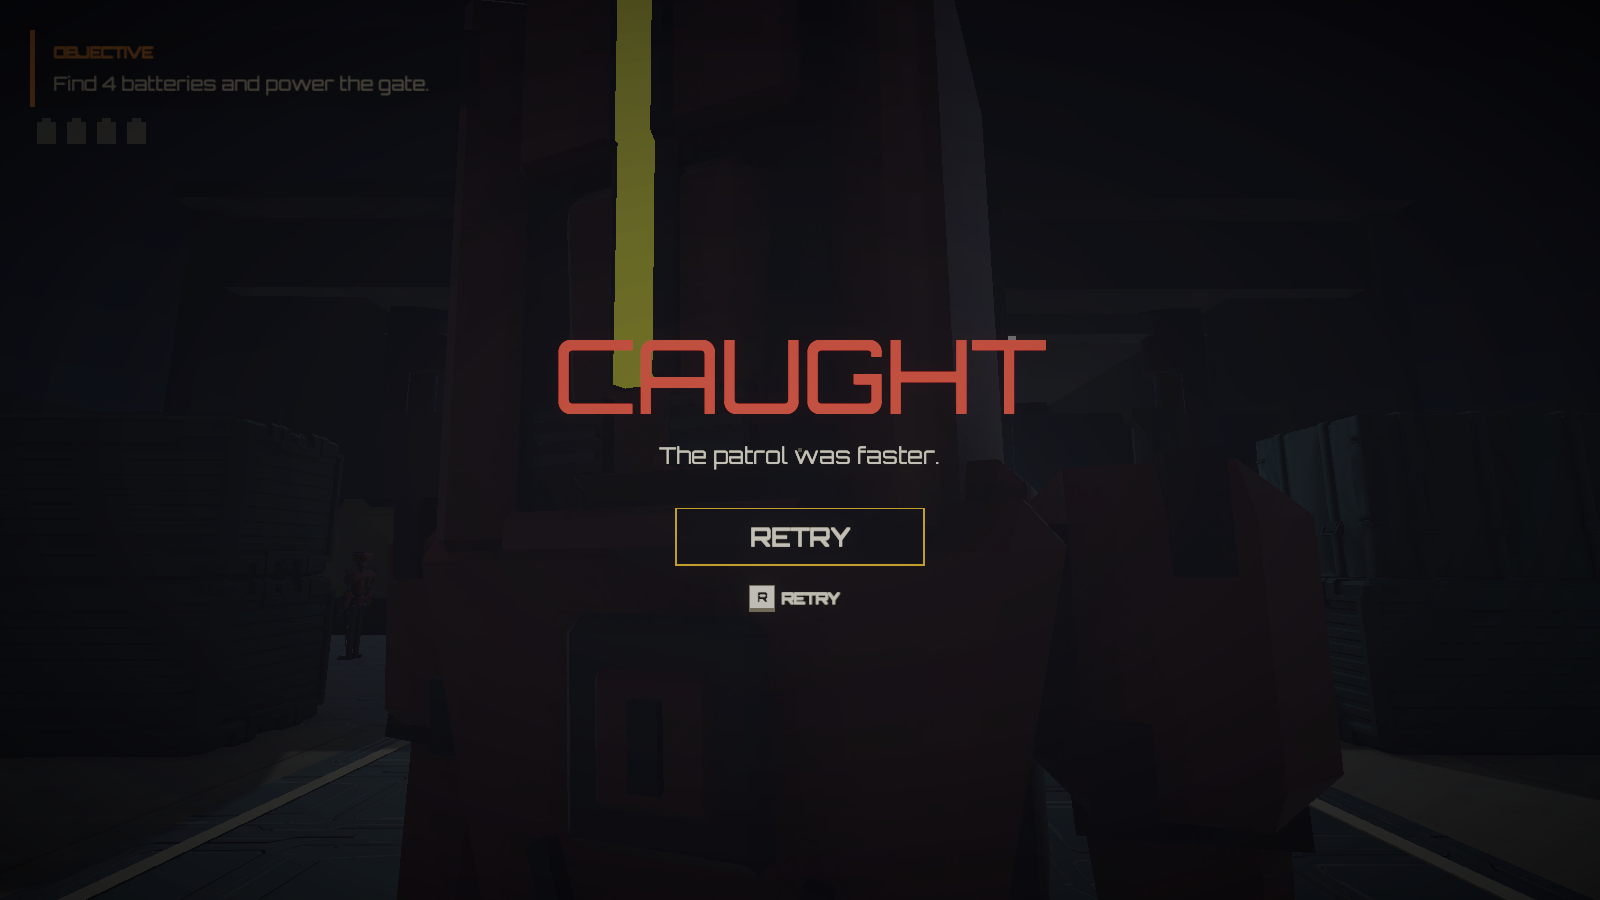 OBJECTIVE
Find 4 batteries and power the gate.
CAUGHT
The patrol was faster.
RETRY
R RETRY